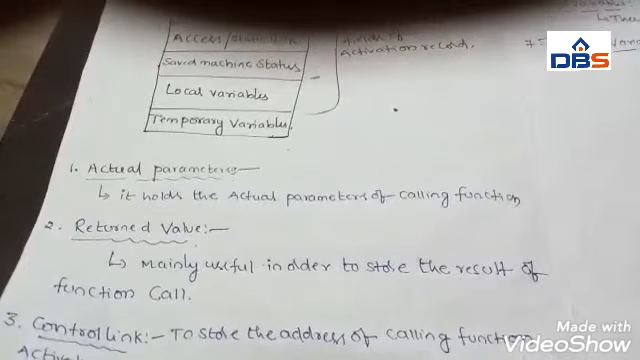 Access/
Saved machine Status
Local variables
Temporary Variables
Activation record.
DBS
1. Actual parameters—
↳ it holds the Actual parameters of calling function
2. Returned Value:—
↳ Mainly useful in order to store the result of
function Call.
3. Control Link:— To store the address of calling function
Made with
VideoShow